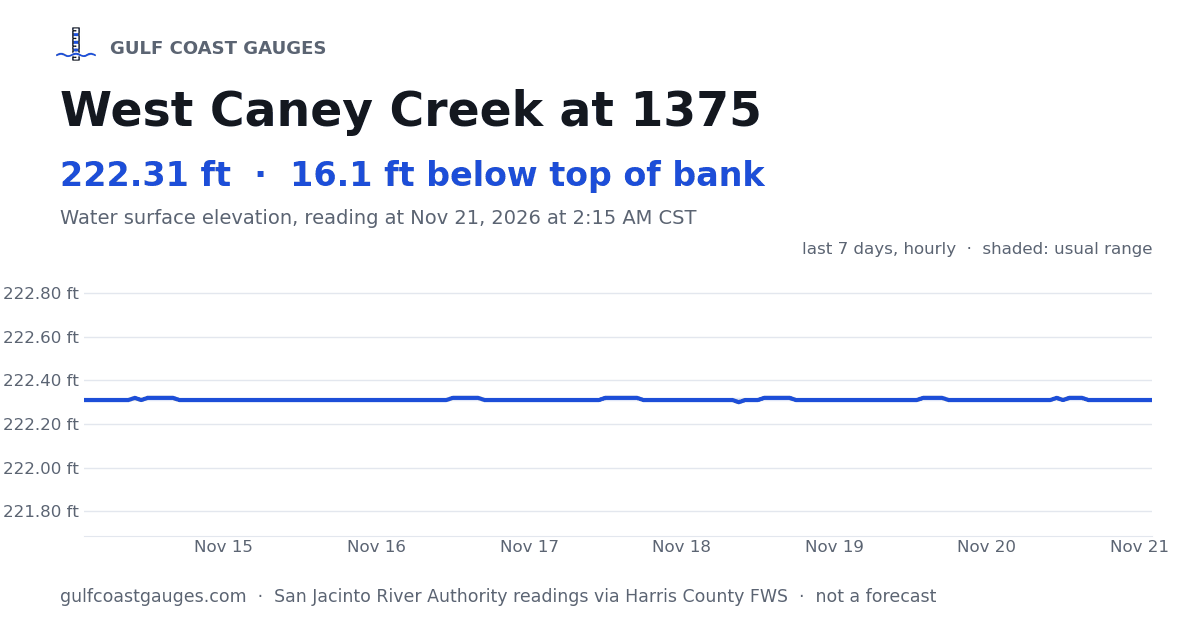 GULF COAST GAUGES
West Caney Creek at 1375
222.31 ft · 16.1 ft below top of bank
Water surface elevation, reading at Nov 21, 2026 at 2:15 AM CST
last 7 days, hourly · shaded: usual range
222.80 ft
222.60 ft
222.40 ft
222.20 ft
222.00 ft
221.80 ft
Nov 15 Nov 16 Nov 17 Nov 18 Nov 19 Nov 20 Nov 21
gulfcoastgauges.com · San Jacinto River Authority readings via Harris County FWS · not a forecast